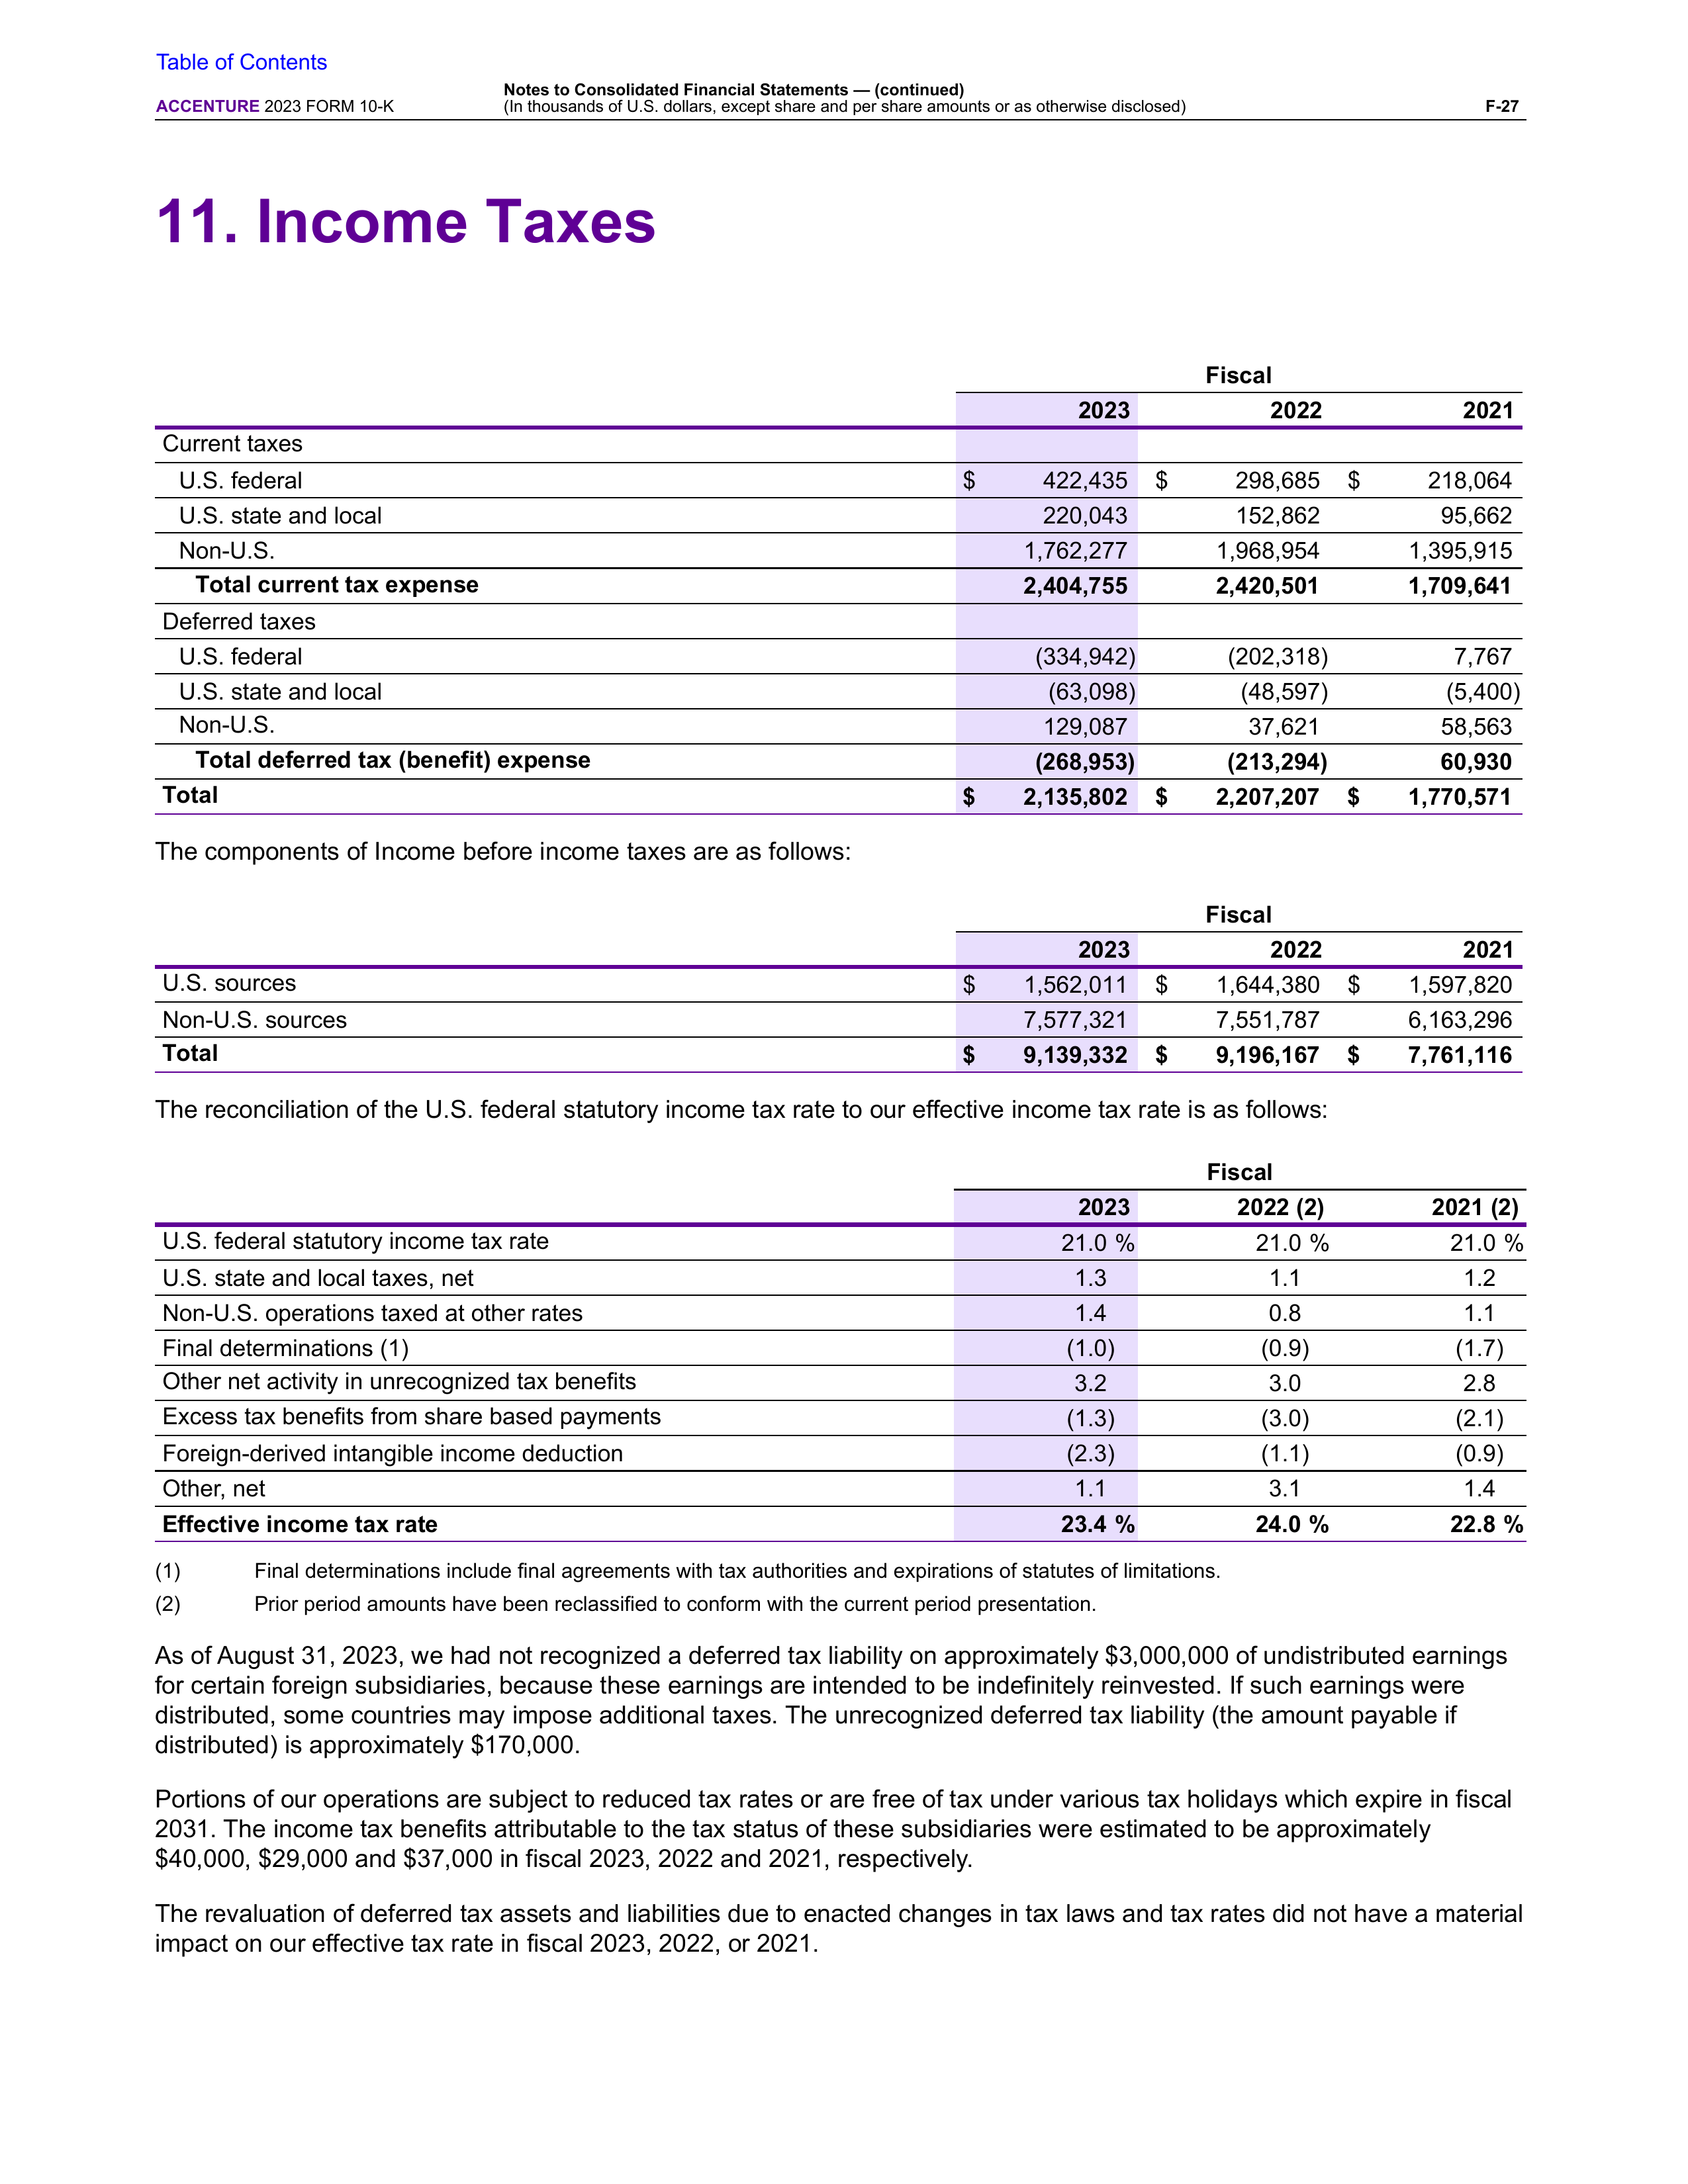 Table of Contents
Notes to Consolidated Financial Statements — (continued)
ACCENTURE 2023 FORM 10-K (In thousands of U.S. dollars, except share and per share amounts or as otherwise disclosed) F-27
11. Income Taxes
Fiscal
2023 2022 2021
Current taxes
U.S. federal $ 422,435 $ 298,685 $ 218,064
U.S. state and local 220,043 152,862 95,662
Non-U.S. 1,762,277 1,968,954 1,395,915
Total current tax expense 2,404,755 2,420,501 1,709,641
Deferred taxes
U.S. federal (334,942) (202,318) 7,767
U.S. state and local (63,098) (48,597) (5,400)
Non-U.S. 129,087 37,621 58,563
Total deferred tax (benefit) expense (268,953) (213,294) 60,930
Total $ 2,135,802 $ 2,207,207 $ 1,770,571
The components of Income before income taxes are as follows:
Fiscal
2023 2022 2021
U.S. sources $ 1,562,011 $ 1,644,380 $ 1,597,820
Non-U.S. sources 7,577,321 7,551,787 6,163,296
Total $ 9,139,332 $ 9,196,167 $ 7,761,116
The reconciliation of the U.S. federal statutory income tax rate to our effective income tax rate is as follows:
Fiscal
2023 2022 (2) 2021 (2)
U.S. federal statutory income tax rate 21.0 % 21.0 % 21.0 %
U.S. state and local taxes, net 1.3 1.1 1.2
Non-U.S. operations taxed at other rates 1.4 0.8 1.1
Final determinations (1) (1.0) (0.9) (1.7)
Other net activity in unrecognized tax benefits 3.2 3.0 2.8
Excess tax benefits from share based payments (1.3) (3.0) (2.1)
Foreign-derived intangible income deduction (2.3) (1.1) (0.9)
Other, net 1.1 3.1 1.4
Effective income tax rate 23.4 % 24.0 % 22.8 %
(1) Final determinations include final agreements with tax authorities and expirations of statutes of limitations.
(2) Prior period amounts have been reclassified to conform with the current period presentation.
As of August 31, 2023, we had not recognized a deferred tax liability on approximately $3,000,000 of undistributed earnings
for certain foreign subsidiaries, because these earnings are intended to be indefinitely reinvested. If such earnings were
distributed, some countries may impose additional taxes. The unrecognized deferred tax liability (the amount payable if
distributed) is approximately $170,000.
Portions of our operations are subject to reduced tax rates or are free of tax under various tax holidays which expire in fiscal
2031. The income tax benefits attributable to the tax status of these subsidiaries were estimated to be approximately
$40,000, $29,000 and $37,000 in fiscal 2023, 2022 and 2021, respectively.
The revaluation of deferred tax assets and liabilities due to enacted changes in tax laws and tax rates did not have a material
impact on our effective tax rate in fiscal 2023, 2022, or 2021.